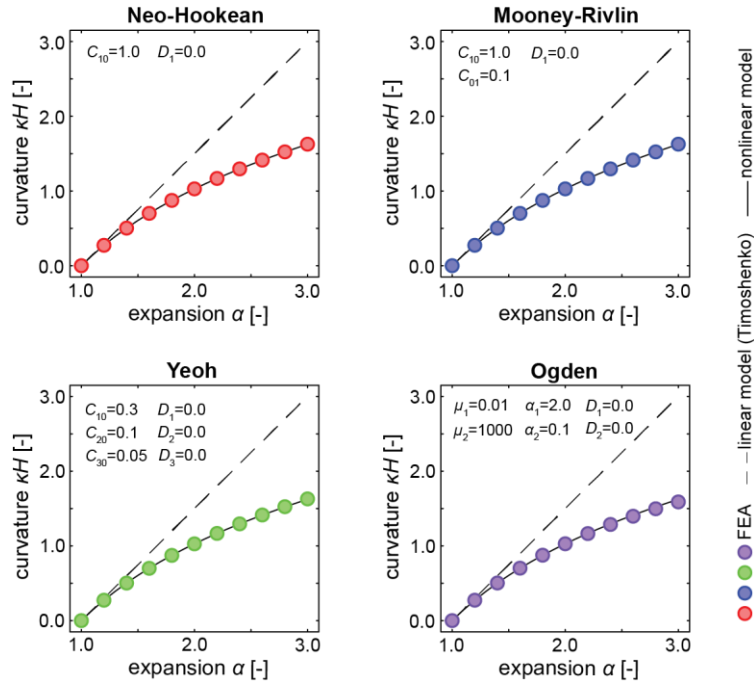 Neo-Hookean
C10=1.0 D1=0.0
curvature κH [-]
3.0
2.0
1.0
0.0
1.0 2.0 3.0
expansion α [-]
Mooney-Rivlin
C10=1.0 D1=0.0
C01=0.1
curvature κH [-]
3.0
2.0
1.0
0.0
1.0 2.0 3.0
expansion α [-]
Yeoh
C10=0.3 D1=0.0
C20=0.1 D2=0.0
C30=0.05 D3=0.0
curvature κH [-]
3.0
2.0
1.0
0.0
1.0 2.0 3.0
expansion α [-]
Ogden
μ1=0.01 α1=2.0 D1=0.0
μ2=1000 α2=0.1 D2=0.0
curvature κH [-]
3.0
2.0
1.0
0.0
1.0 2.0 3.0
expansion α [-]
FEA
linear model (Timoshenko)
nonlinear model